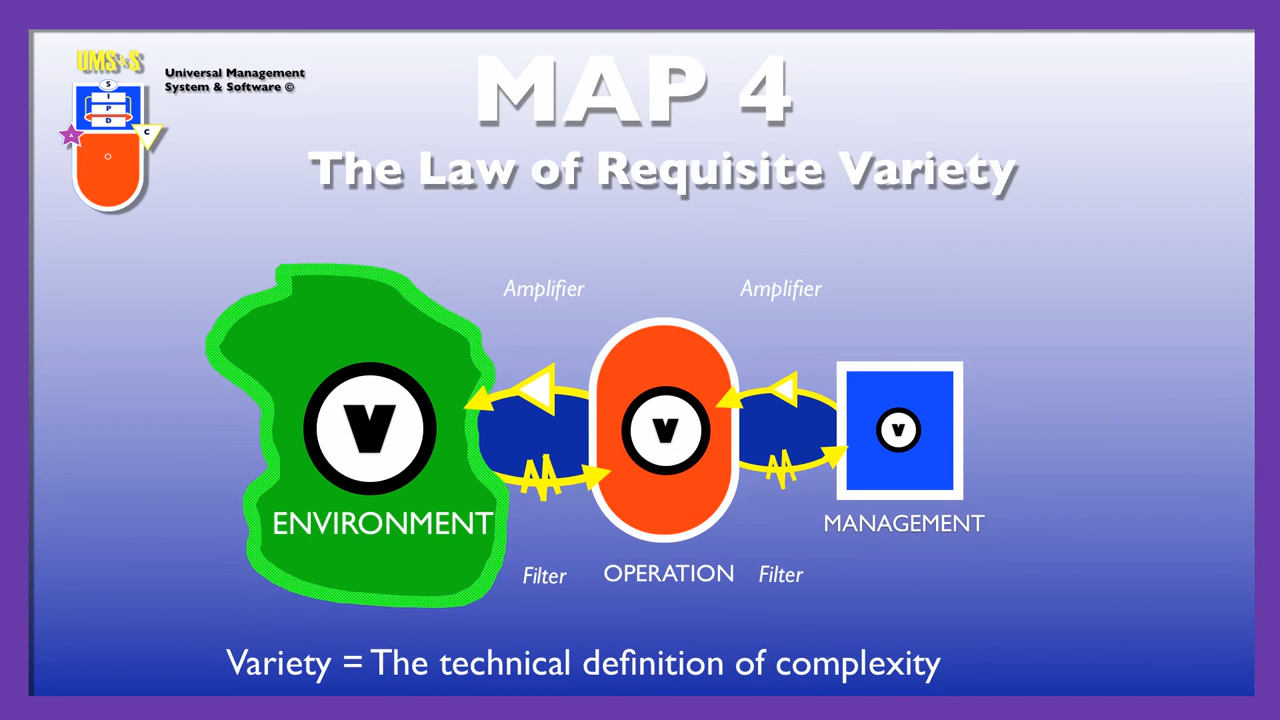 UMS&S
Universal Management
System & Software ©
S
I
P
D
A
C
MAP 4
The Law of Requisite Variety
Amplifier
Amplifier
V
V
V
ENVIRONMENT
MANAGEMENT
Filter
OPERATION
Filter
Variety = The technical definition of complexity